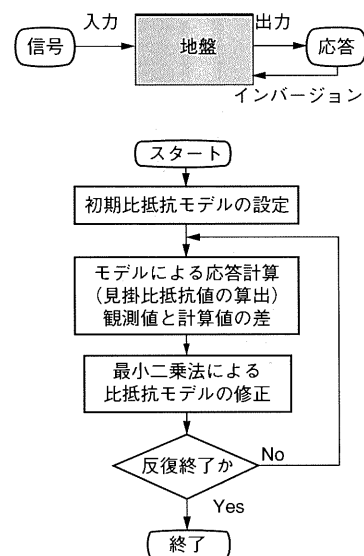 入力
出力
信号
地盤
応答
インバージョン
スタート
初期比抵抗モデルの設定
モデルによる応答計算
(見掛比抵抗値の算出)
観測値と計算値の差
最小二乗法による
比抵抗モデルの修正
反復終了か
No
Yes
終了